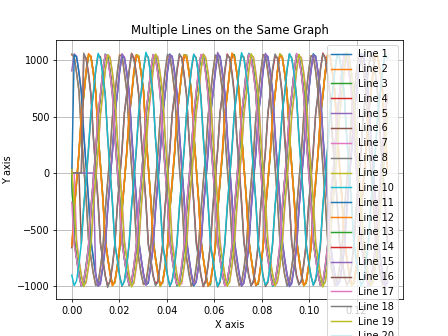 Multiple Lines on the Same Graph
1000
500
0
−500
−1000
Y axis
0.00
0.02
0.04
0.06
0.08
0.10
X axis
Line 1
Line 2
Line 3
Line 4
Line 5
Line 6
Line 7
Line 8
Line 9
Line 10
Line 11
Line 12
Line 13
Line 14
Line 15
Line 16
Line 17
Line 18
Line 19
Line 20